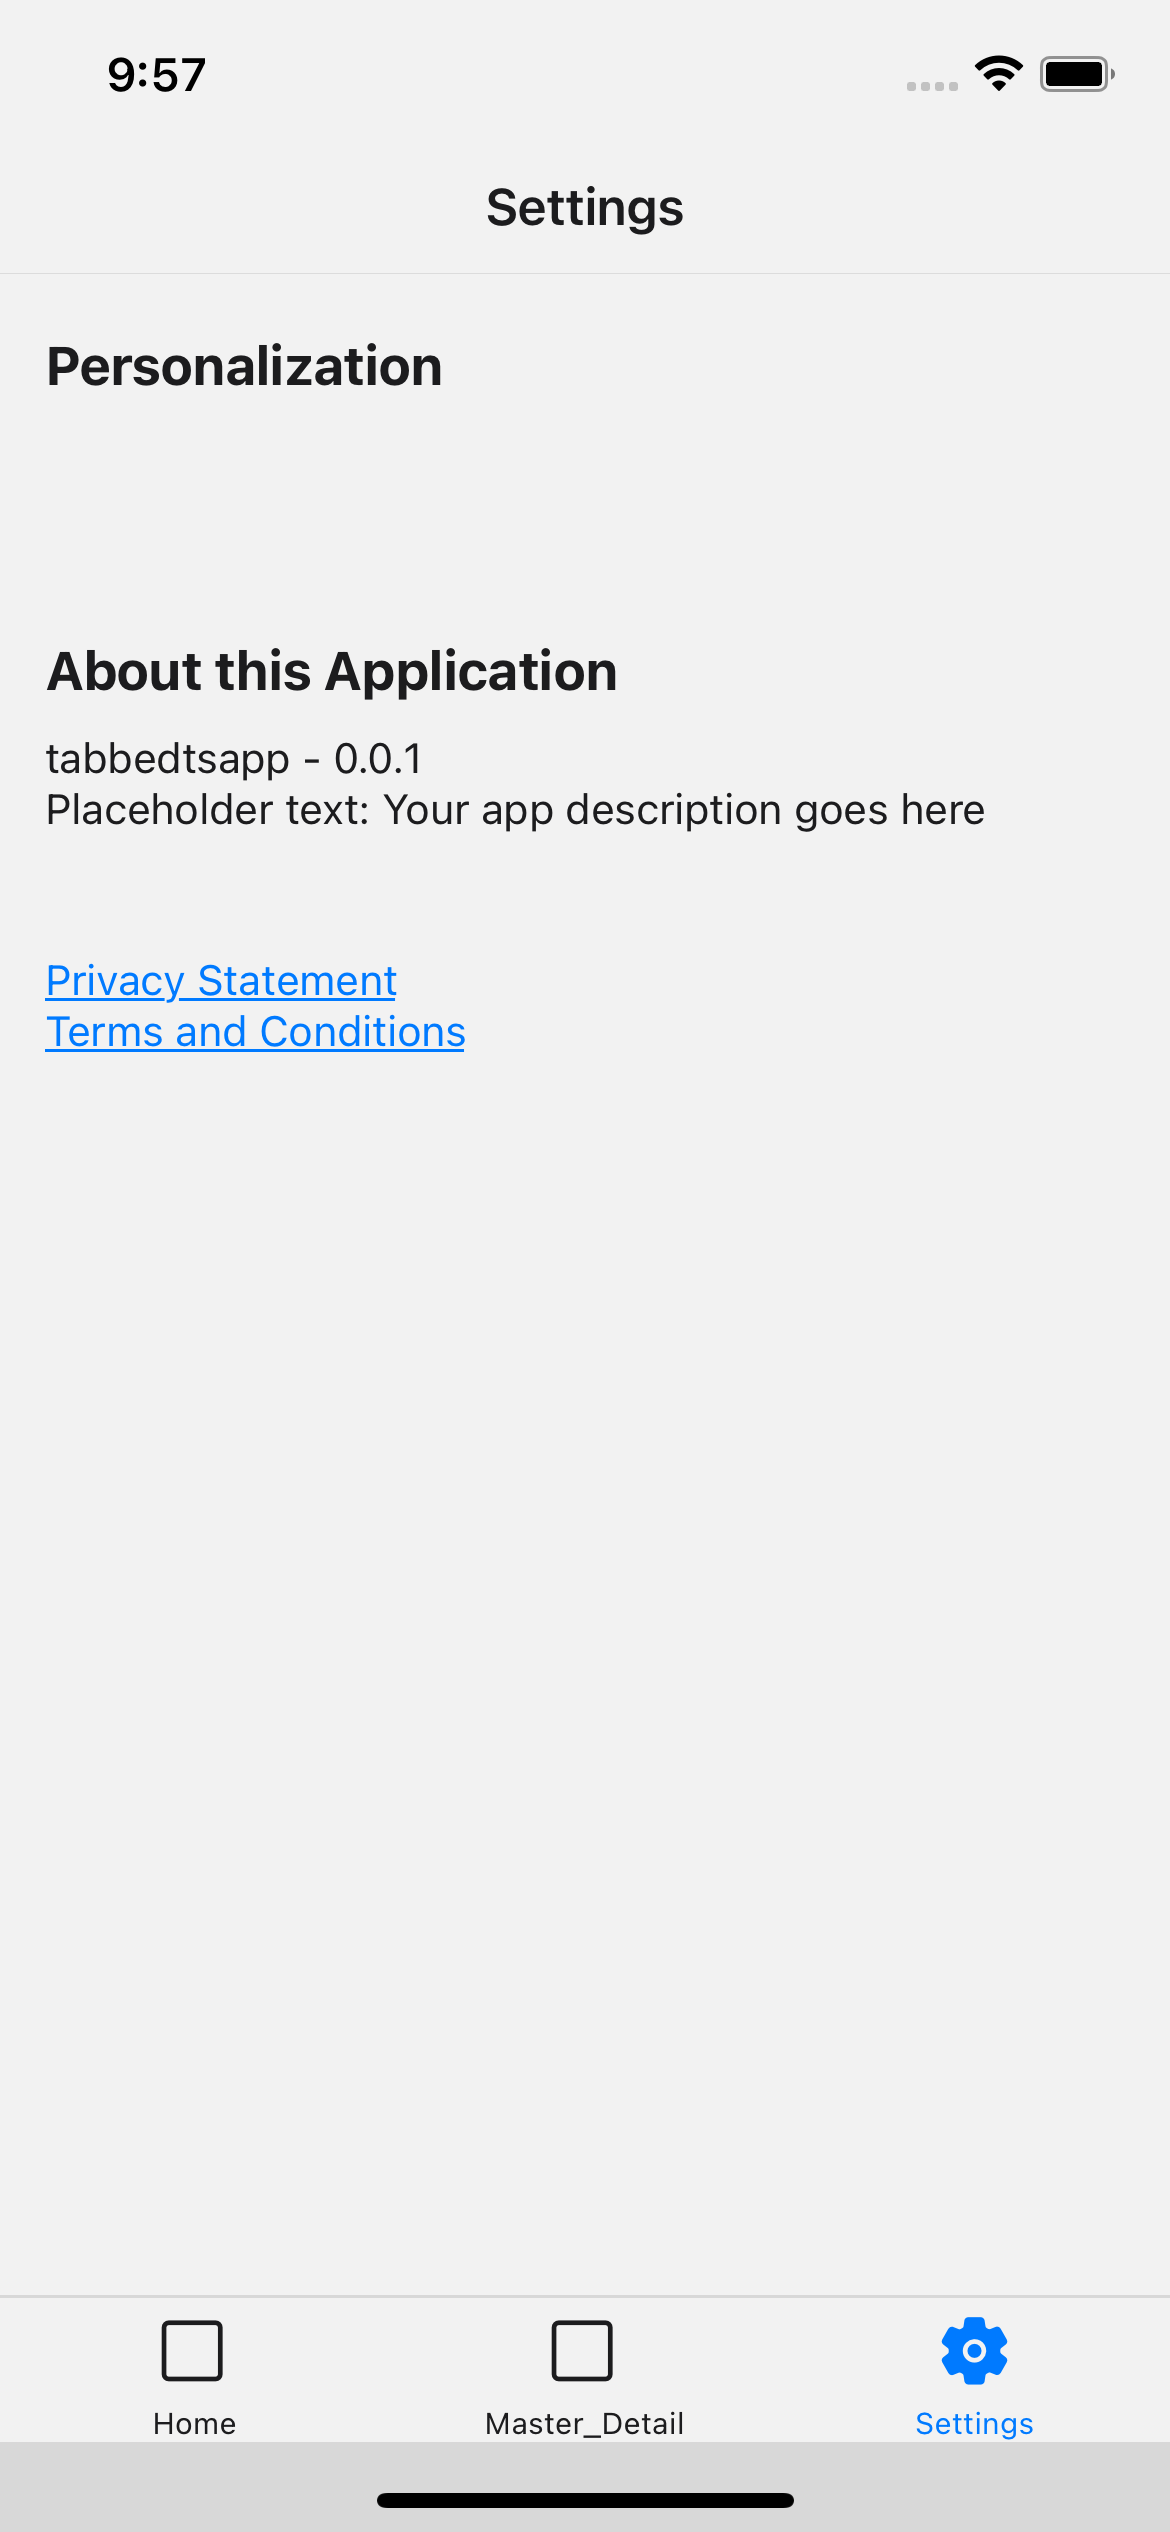 9:57
Settings
Personalization
About this Application
tabbedtsapp - 0.0.1
Placeholder text: Your app description goes here
Privacy Statement
Terms and Conditions
Home
Master_Detail
Settings